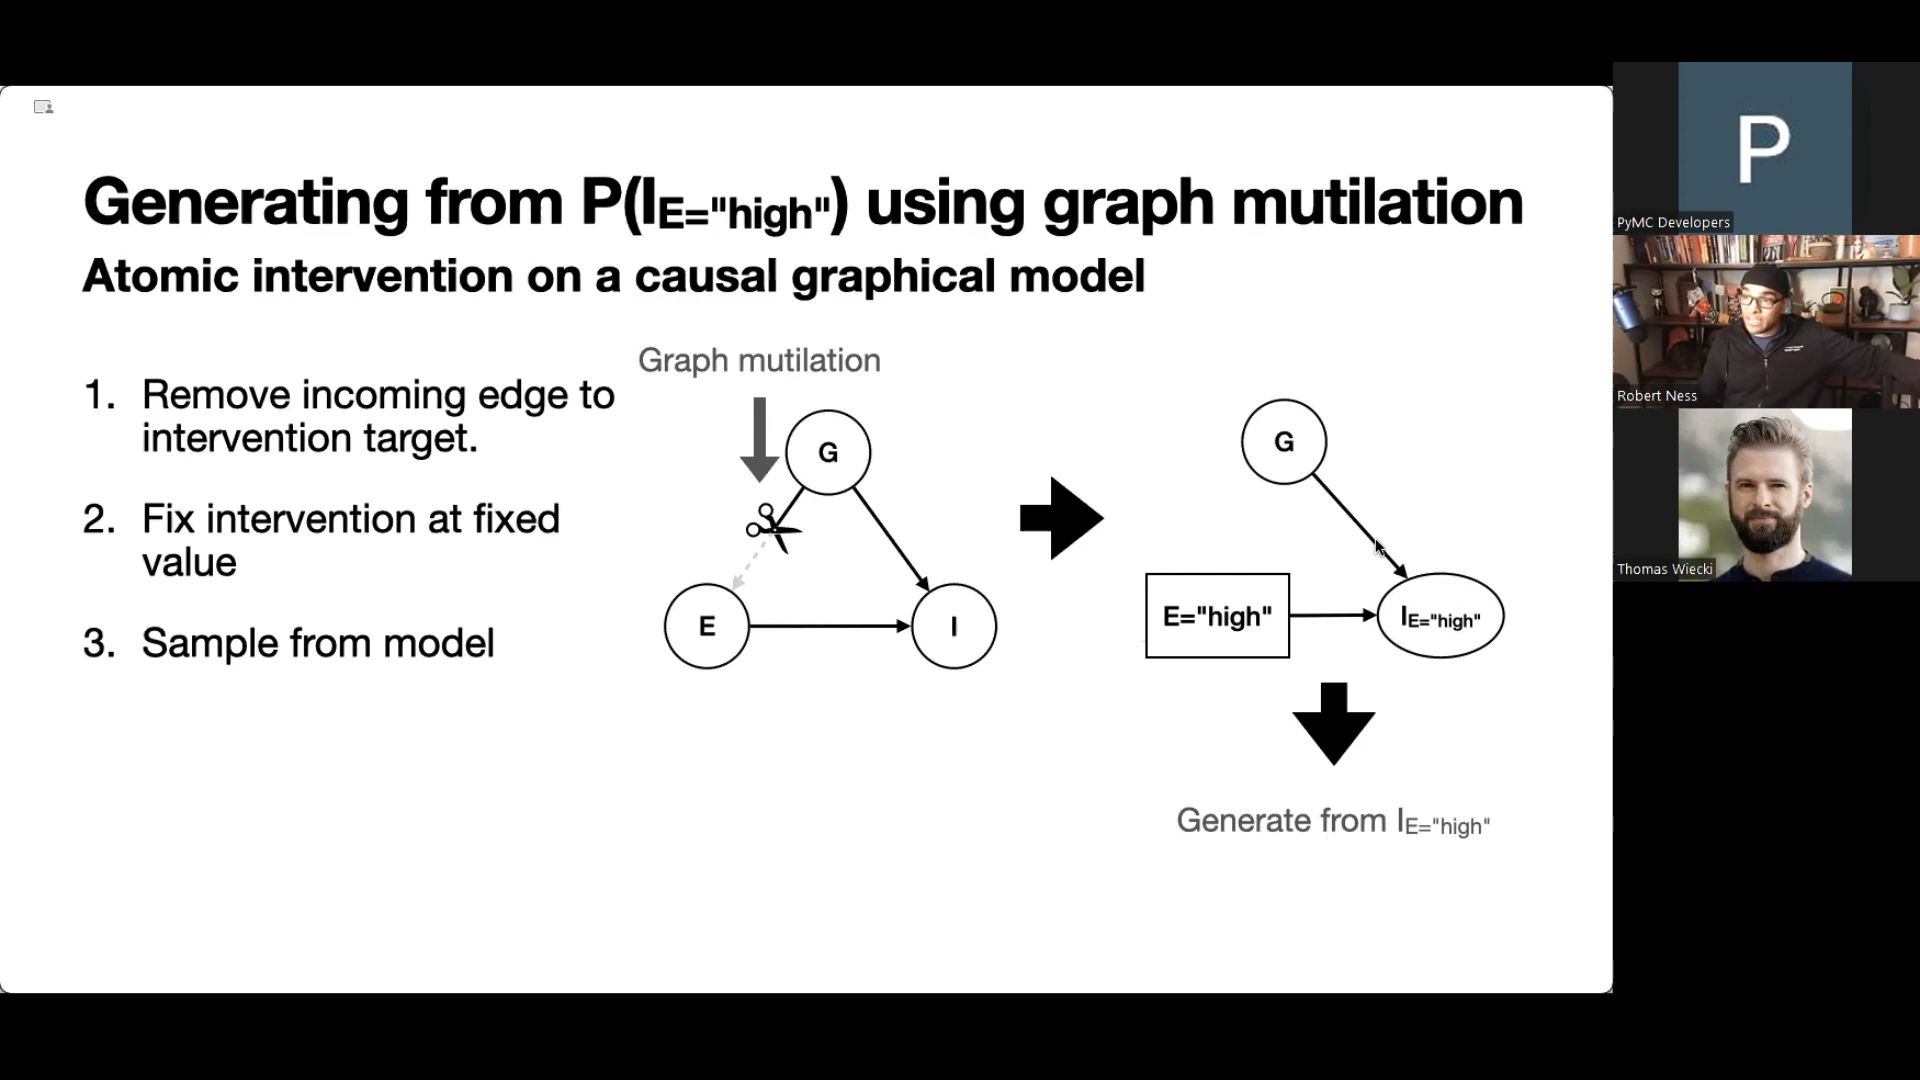 Generating from P(IE="high") using graph mutilation
Atomic intervention on a causal graphical model
Graph mutilation
1. Remove incoming edge to
intervention target.
2. Fix intervention at fixed
value
3. Sample from model
G
E
I
G
E="high"
IE="high"
Generate from IE="high"
P
PyMC Developers
Robert Ness
Thomas Wiecki